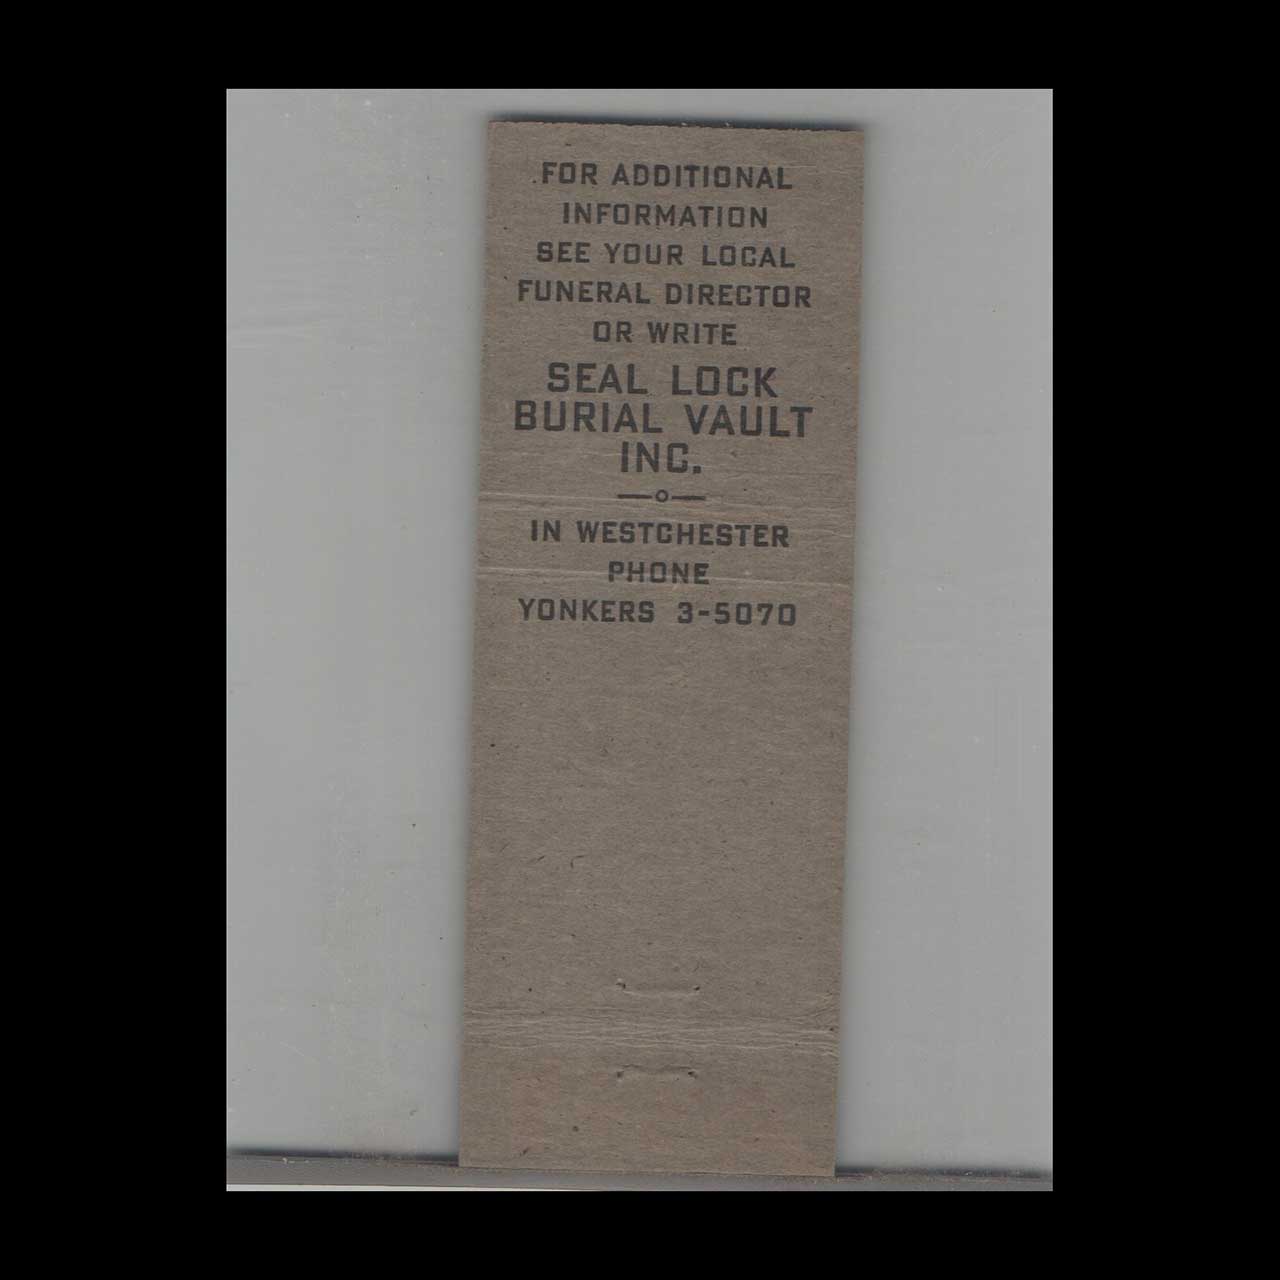 FOR ADDITIONAL
INFORMATION
SEE YOUR LOCAL
FUNERAL DIRECTOR
OR WRITE
SEAL LOCK
BURIAL VAULT
INC.
IN WESTCHESTER
PHONE
YONKERS 3-5070